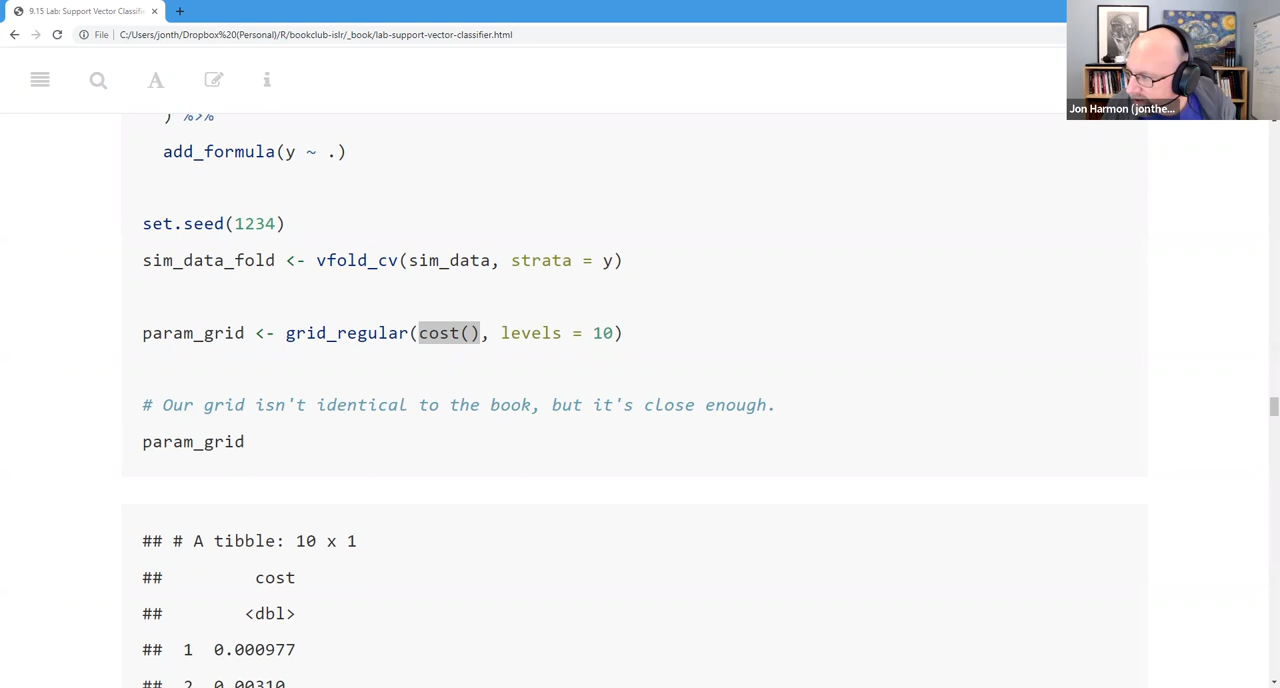 9.15 Lab: Support Vector Classifi
File | C:/Users/jonth/Dropbox%20(Personal)/R/bookclub-islr/_book/lab-support-vector-classifier.html
Jon Harmon (jonthe...
) %>%
add_formula(y ~ .)
set.seed(1234)
sim_data_fold <- vfold_cv(sim_data, strata = y)
param_grid <- grid_regular(cost(), levels = 10)
# Our grid isn't identical to the book, but it's close enough.
param_grid
## # A tibble: 10 x 1
## cost
## <dbl>
## 1 0.000977
## 2 0.00310